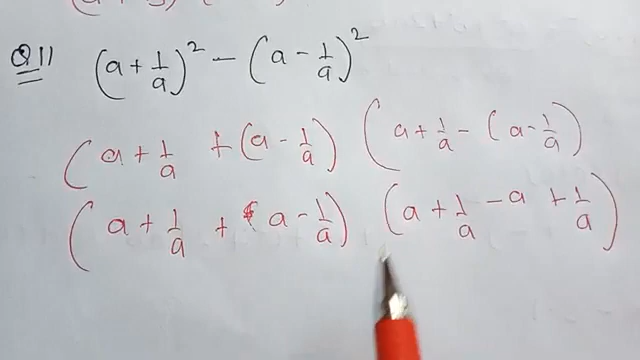 Q11 (a + 1/a)² - (a - 1/a)²
(a + 1/a + (a - 1/a) (a + 1/a - (a - 1/a)
(a + 1/a + a - 1/a) (a + 1/a - a + 1/a)